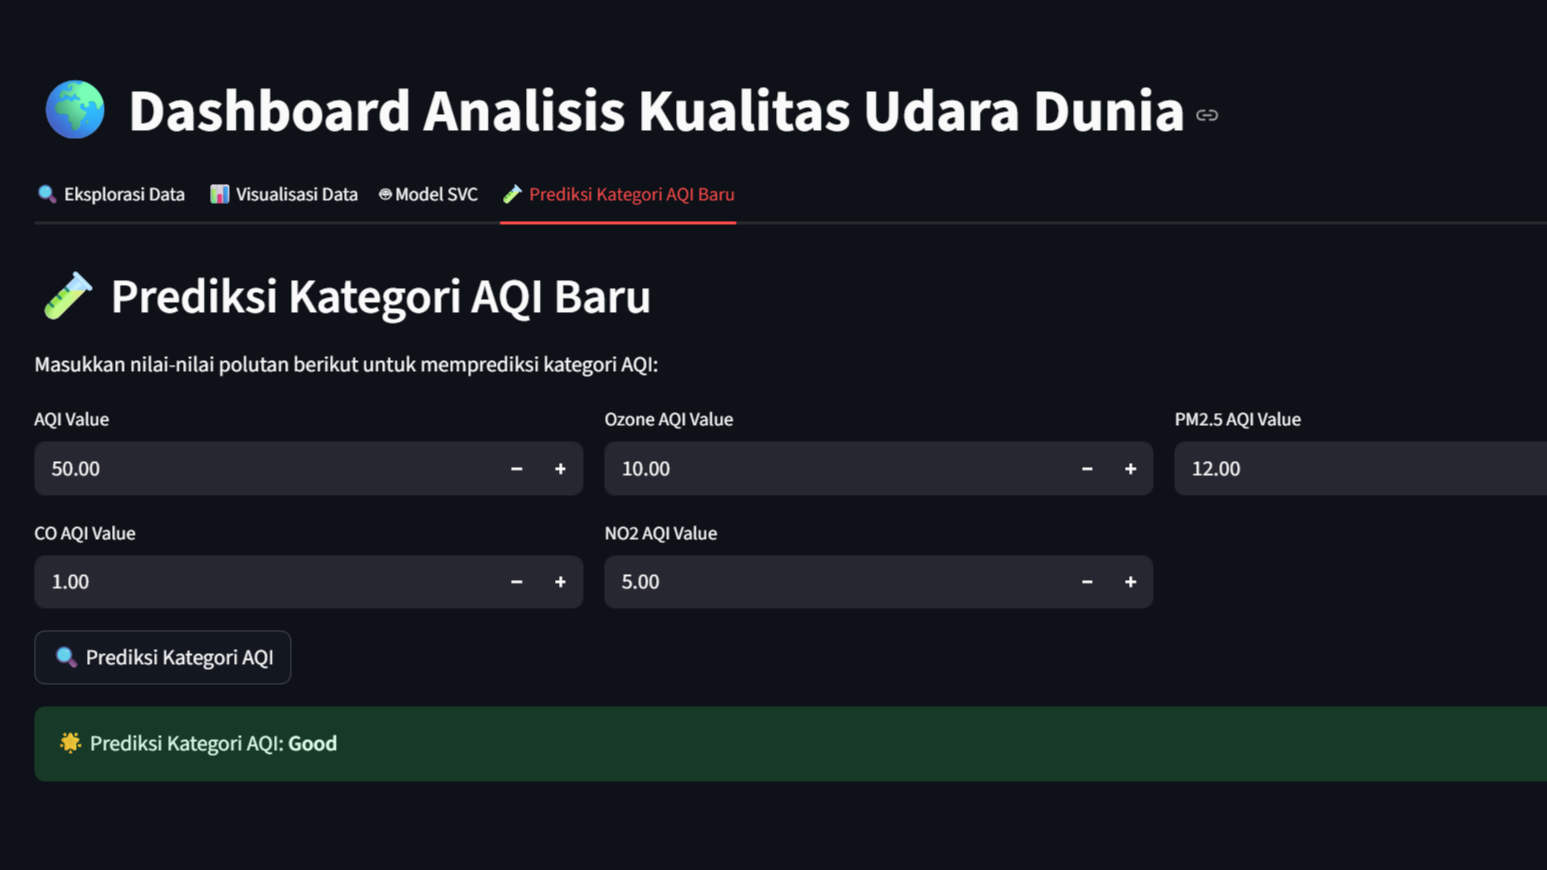 Dashboard Analisis Kualitas Udara Dunia
Eksplorasi Data
Visualisasi Data
Model SVC
Prediksi Kategori AQI Baru
Prediksi Kategori AQI Baru
Masukkan nilai-nilai polutan berikut untuk memprediksi kategori AQI:
AQI Value
Ozone AQI Value
PM2.5 AQI Value
50.00
10.00
12.00
CO AQI Value
NO2 AQI Value
1.00
5.00
Prediksi Kategori AQI
Prediksi Kategori AQI: Good